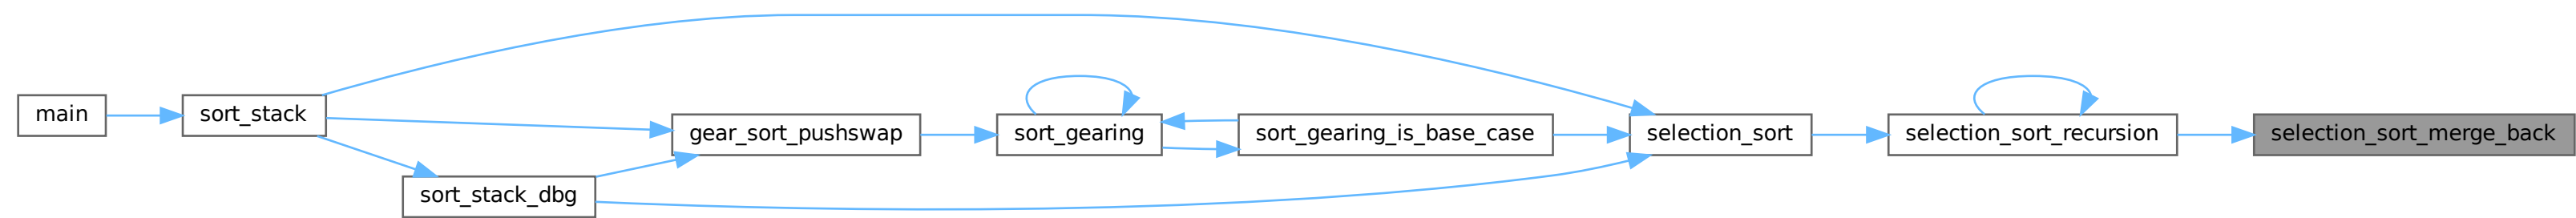 main
sort_stack
sort_stack_dbg
gear_sort_pushswap
sort_gearing
sort_gearing_is_base_case
selection_sort
selection_sort_recursion
selection_sort_merge_back